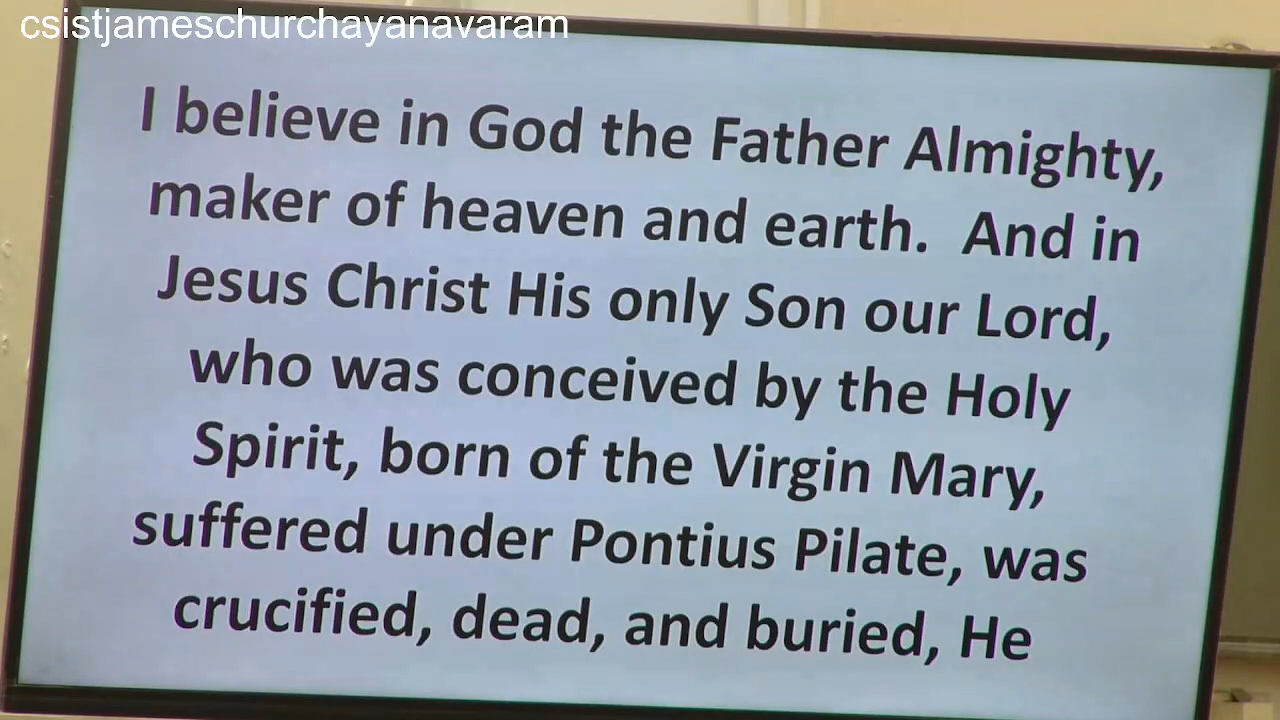 csistjameschurchayanavaram
I believe in God the Father Almighty,
maker of heaven and earth.  And in
Jesus Christ His only Son our Lord,
who was conceived by the Holy
Spirit, born of the Virgin Mary,
suffered under Pontius Pilate, was
crucified, dead, and buried, He